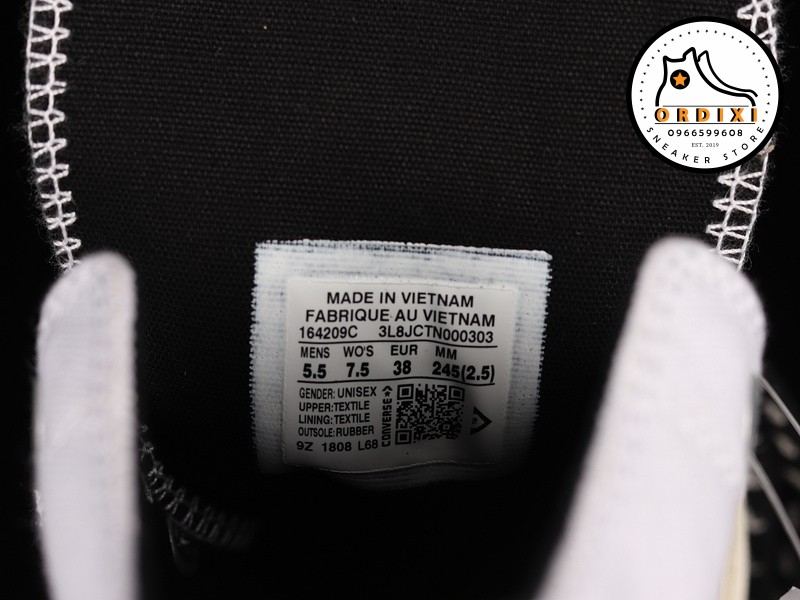 ORDIXI
0966599608
EST. 2019
SNEAKER STORE
MADE IN VIETNAM
FABRIQUE AU VIETNAM
164209C 3L8JCTN000303
MENS WO'S EUR MM
5.5 7.5 38 245(2.5)
GENDER: UNISEX
UPPER:TEXTILE
LINING:TEXTILE
OUTSOLE:RUBBER
9Z 1808 L68
CONVERSE